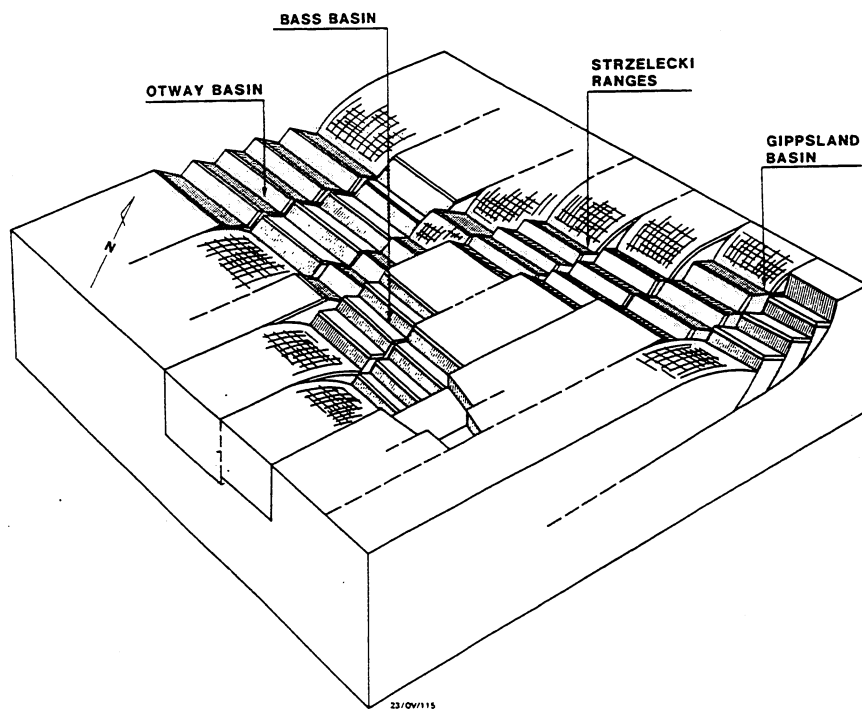 BASS BASIN
OTWAY BASIN
STRZELECKI
RANGES
GIPPSLAND
BASIN
N
23/OV/115